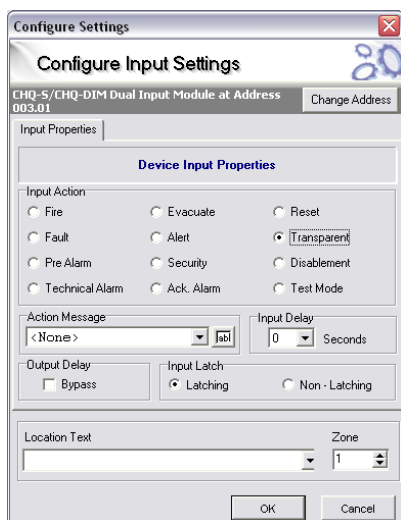 Configure Settings
Configure Input Settings
CHQ-S/CHQ-DIM Dual Input Module at Address
003.01
Change Address
Input Properties
Device Input Properties
Input Action
Fire Evacuate Reset
Fault Alert Transparent
Pre Alarm Security Disablement
Technical Alarm Ack. Alarm Test Mode
Action Message Input Delay
<None> ab 0 Seconds
Output Delay Input Latch
Bypass Latching Non - Latching
Location Text Zone
1
OK Cancel